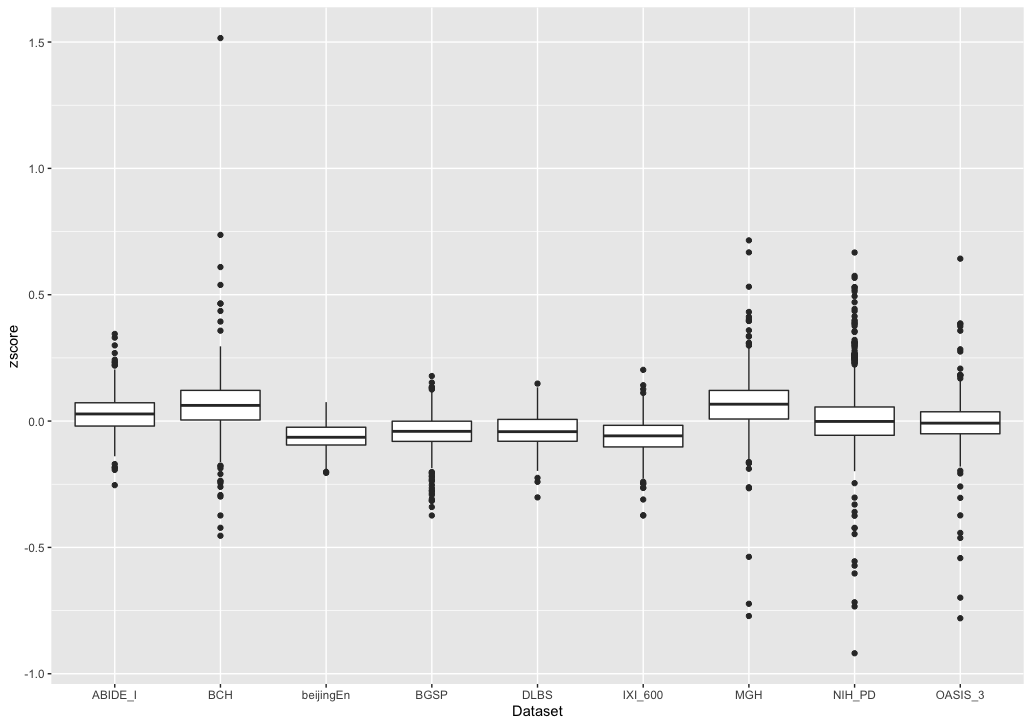 zscore
1.5
1.0
0.5
0.0
-0.5
-1.0
ABIDE_I BCH beijingEn BGSP DLBS IXI_600 MGH NIH_PD OASIS_3
Dataset